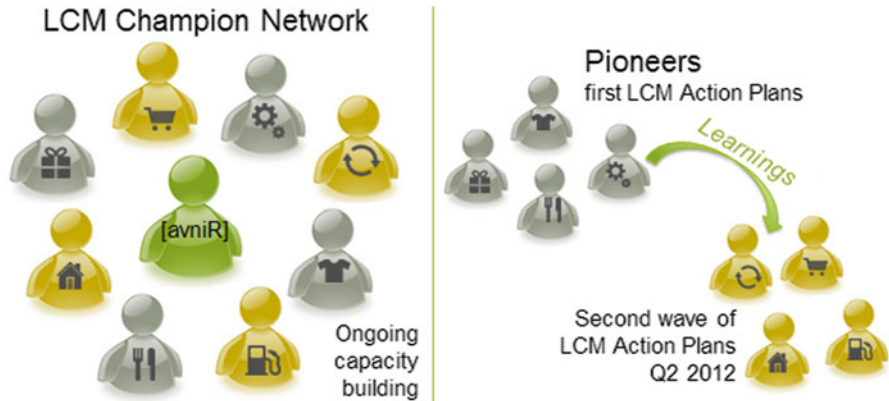 LCM Champion Network
[avniR]
Ongoing
capacity
building
Pioneers
first LCM Action Plans
Learnings
Second wave of
LCM Action Plans
Q2 2012